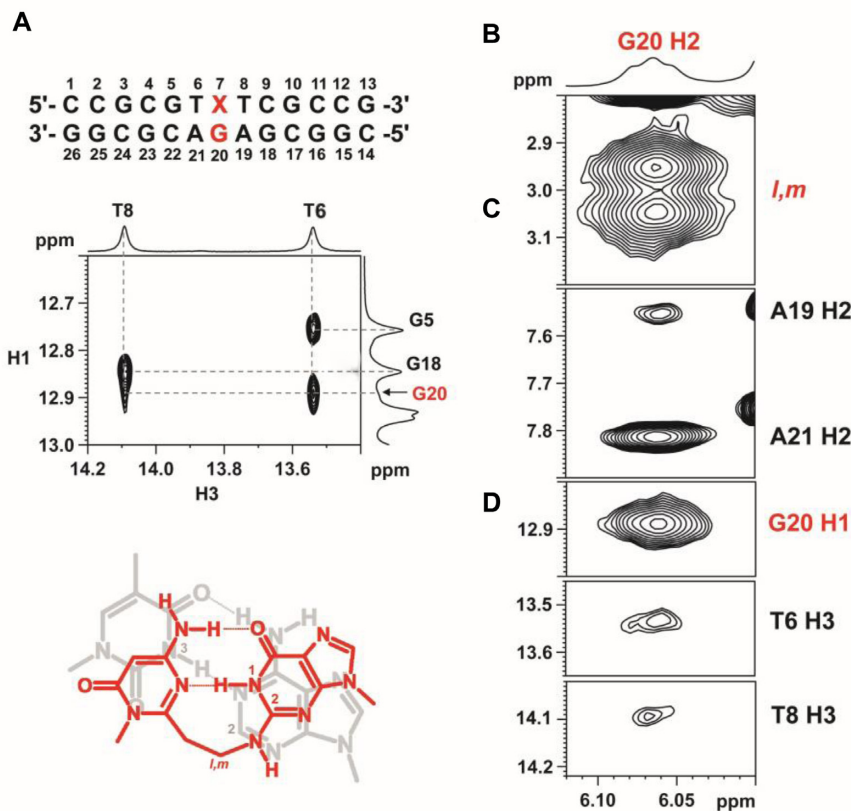 A
1 2 3 4 5 6 7 8 9 10 11 12 13
5'- C C G C G T X T C G C C G -3'
3'- G G C G C A G A G C G G C -5'
26 25 24 23 22 21 20 19 18 17 16 15 14
T8 T6
ppm
12.7
12.8
12.9
13.0
H1
G5
G18
G20
14.2 14.0 13.8 13.6 ppm
H3
O H
H N H
N H O N
3
N H
1
O N N H N N
2
N N N
2
N N N
l,m H
B
G20 H2
ppm
2.9
3.0
3.1
l,m
C
7.6
7.7
7.8
A19 H2
A21 H2
D
12.9
G20 H1
13.5
13.6
T6 H3
14.1
14.2
T8 H3
6.10 6.05 ppm